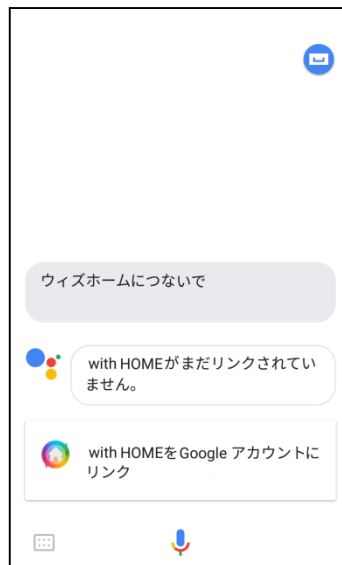 ウィズホームにつないで
with HOMEがまだリンクされてい
ません。
with HOMEをGoogle アカウントに
リンク